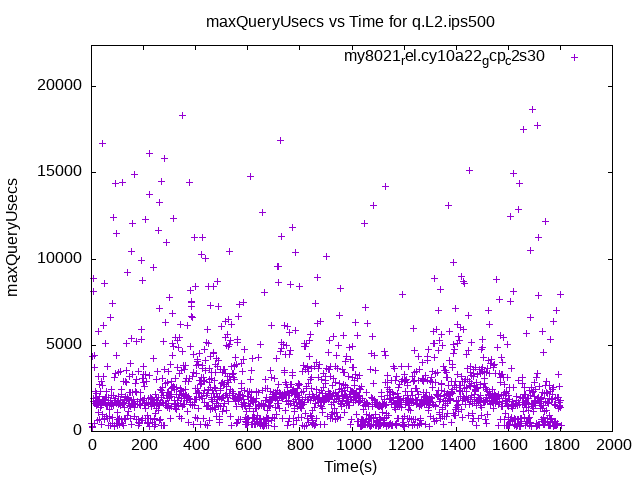 maxQueryUsecs vs Time for q.L2.ips500
my8021rel.cy10a22gcpc2s30
maxQueryUsecs
20000
15000
10000
5000
0
0 200 400 600 800 1000 1200 1400 1600 1800 2000
Time(s)